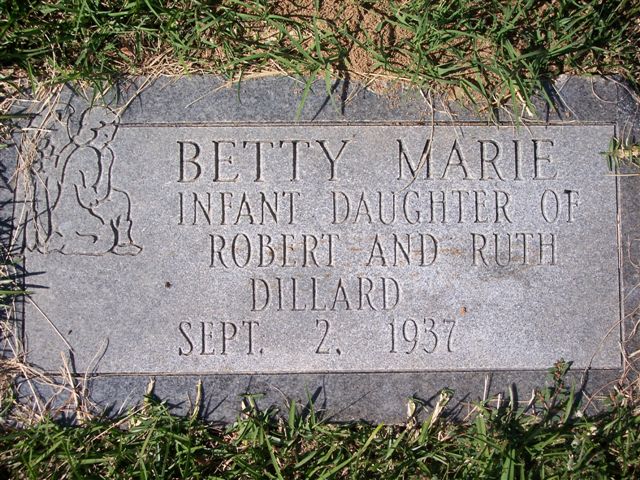 BETTY MARIE
INFANT DAUGHTER OF
ROBERT AND RUTH
DILLARD
SEPT. 2, 1937